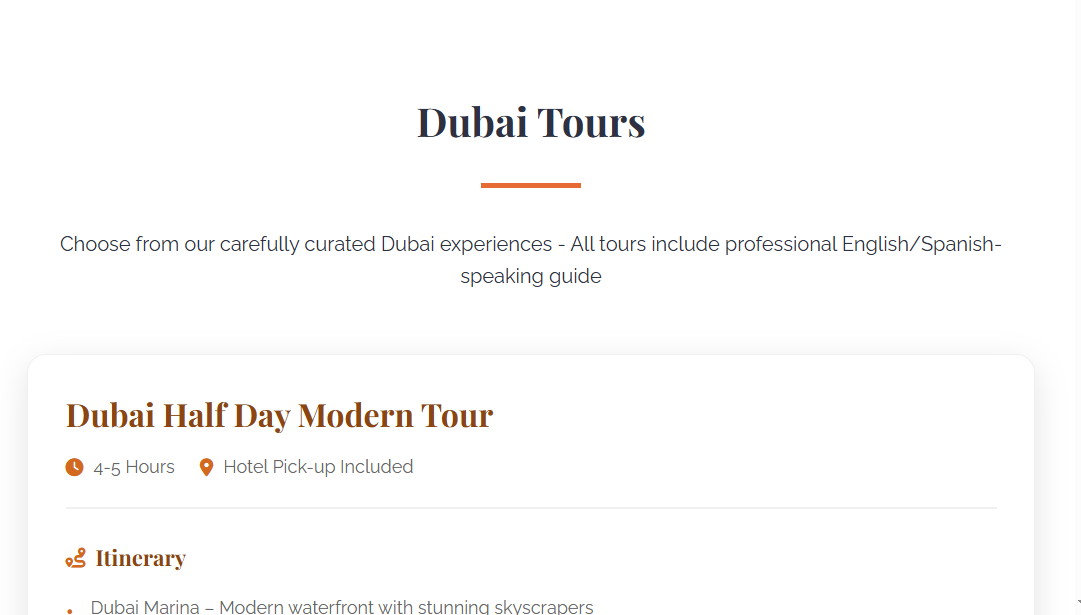 Dubai Tours
Choose from our carefully curated Dubai experiences - All tours include professional English/Spanish-
speaking guide
Dubai Half Day Modern Tour
4-5 Hours Hotel Pick-up Included
Itinerary
• Dubai Marina – Modern waterfront with stunning skyscrapers